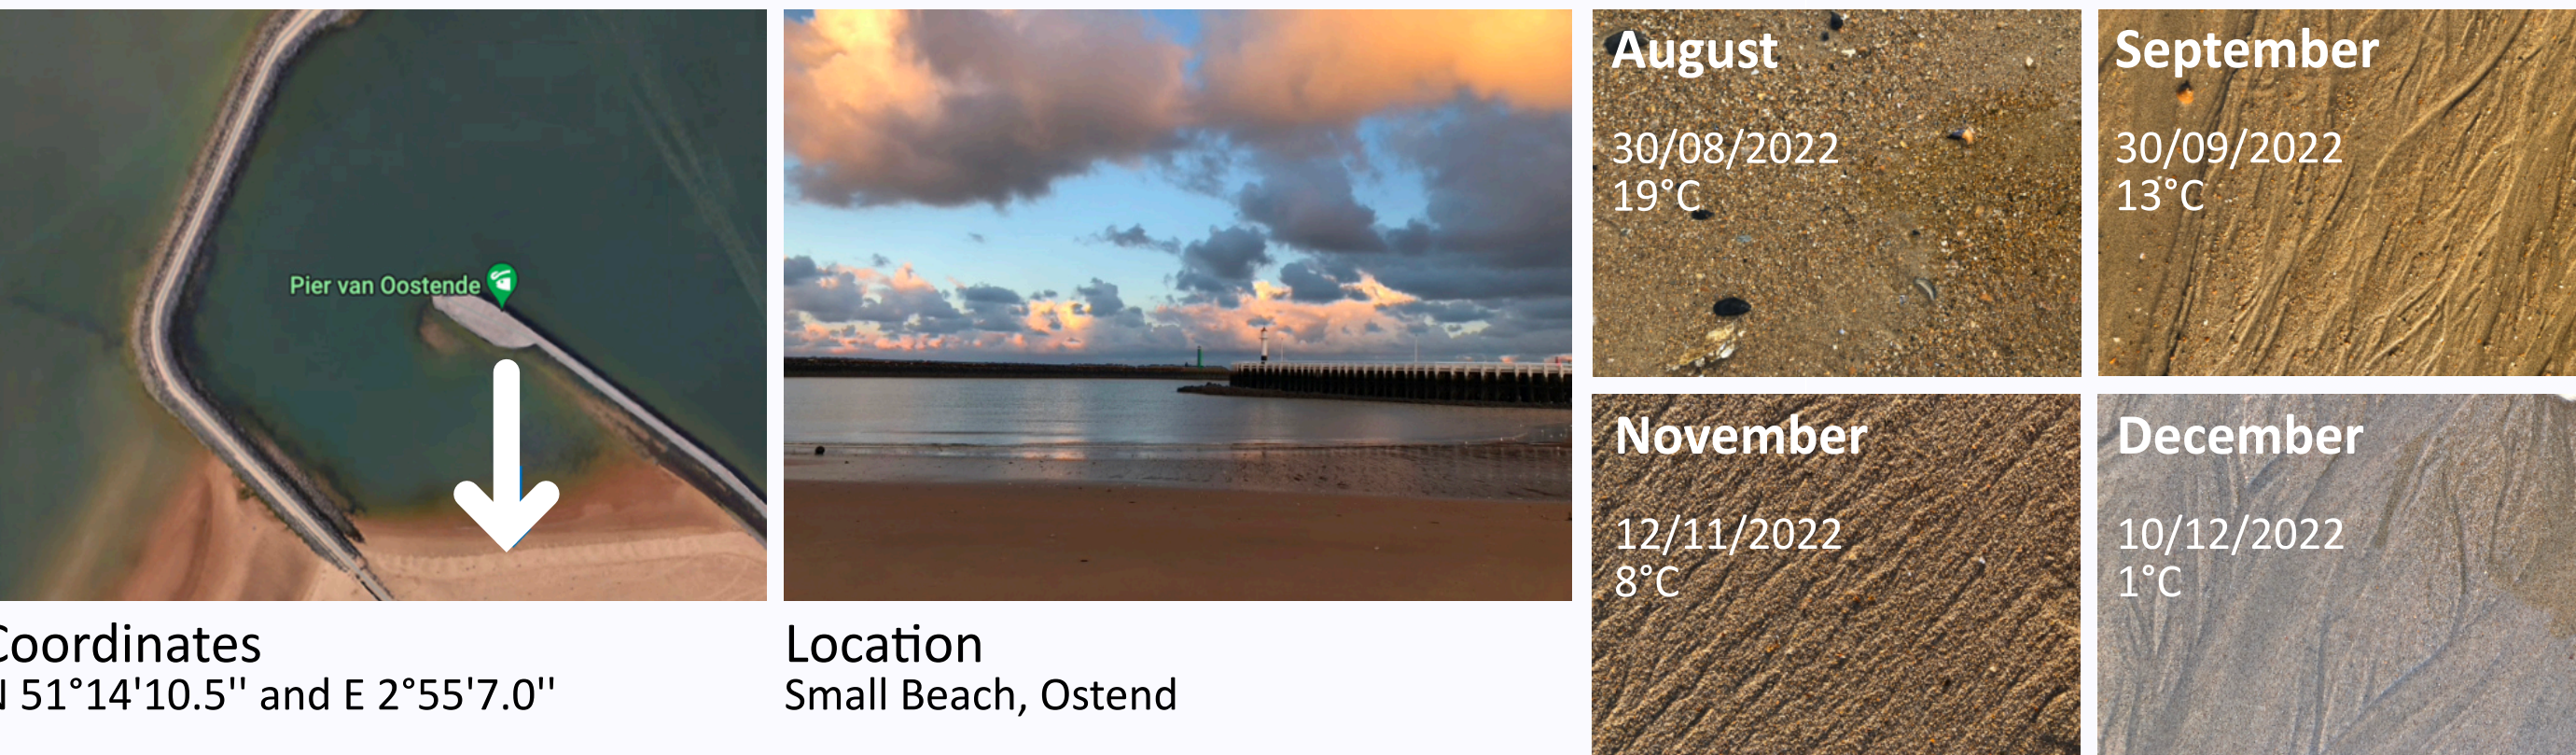 Pier van Oostende
Coordinates
N 51°14'10.5'' and E 2°55'7.0''
Location
Small Beach, Ostend
August
30/08/2022
19°C
September
30/09/2022
13°C
November
12/11/2022
8°C
December
10/12/2022
1°C